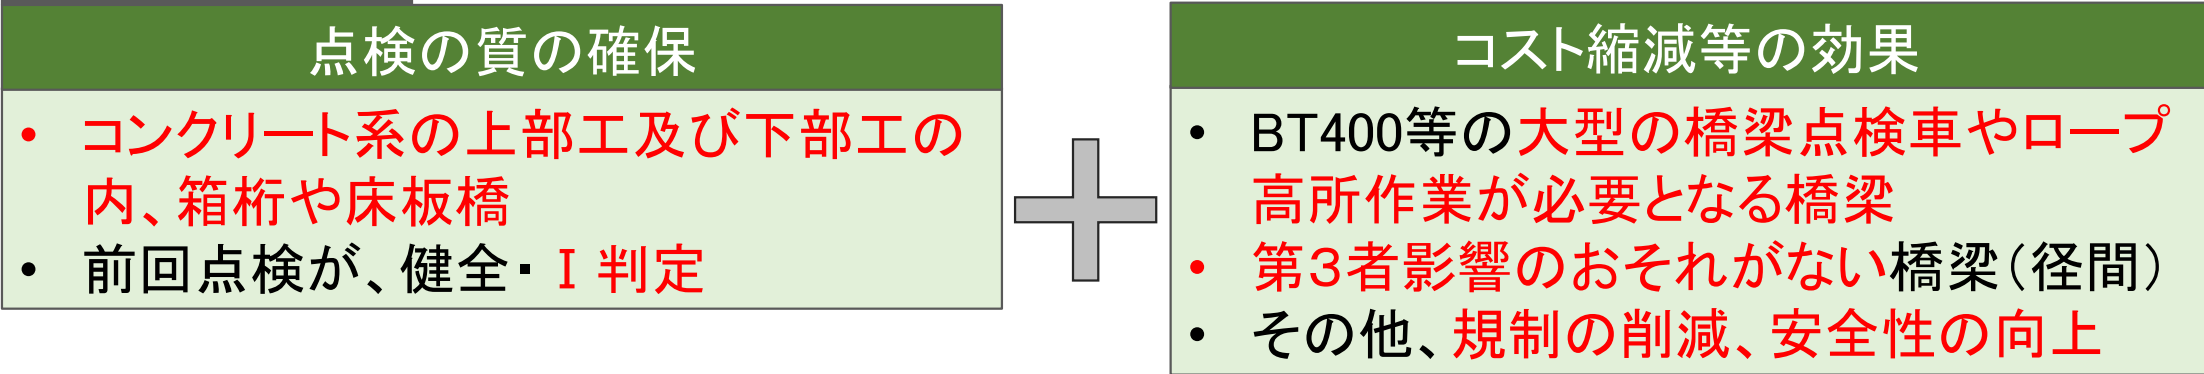 点検の質の確保
• コンクリート系の上部工及び下部工の
内、箱桁や床板橋
• 前回点検が、健全・Ⅰ判定
コスト縮減等の効果
• BT400等の大型の橋梁点検車やロープ
高所作業が必要となる橋梁
• 第３者影響のおそれがない橋梁（径間）
• その他、規制の削減、安全性の向上